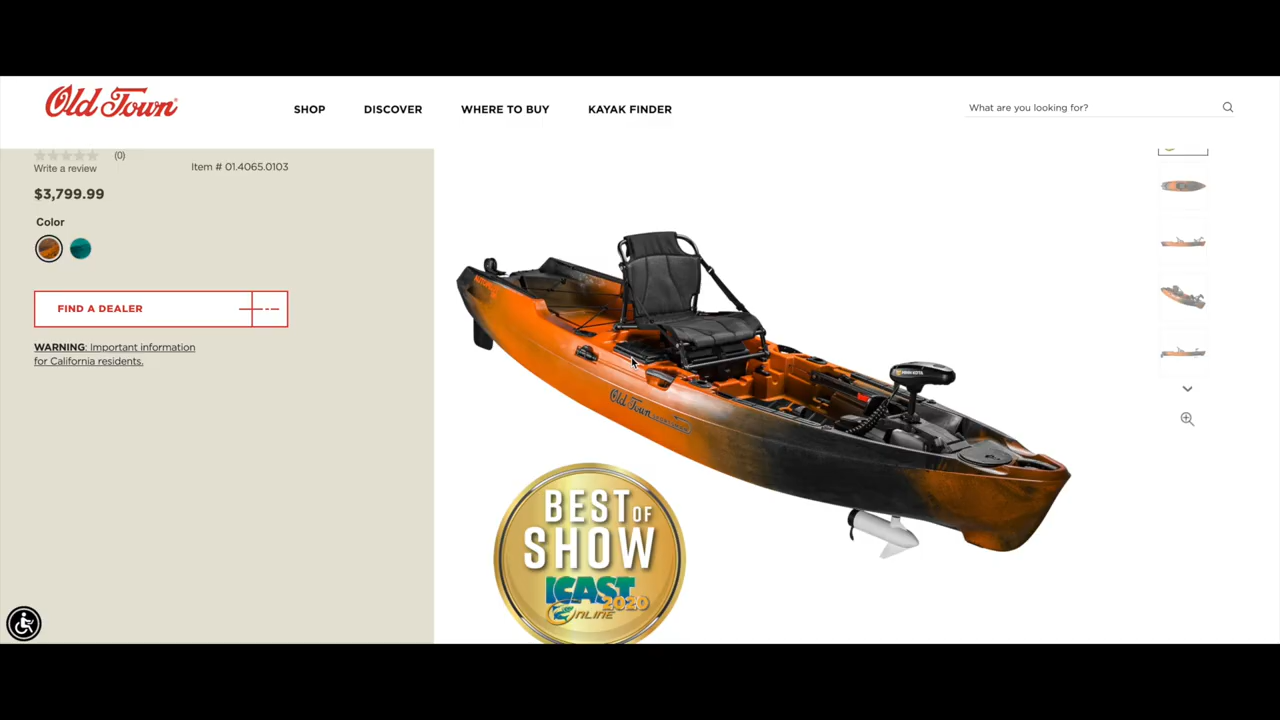 Old Town
SHOP
DISCOVER
WHERE TO BUY
KAYAK FINDER
What are you looking for?
(0)
Write a review
Item # 01.4065.0103
$3,799.99
Color
FIND A DEALER
WARNING: Important information
for California residents.
MINN KOTA
Old Town
BEST OF
SHOW
ICAST
2020
ONLINE